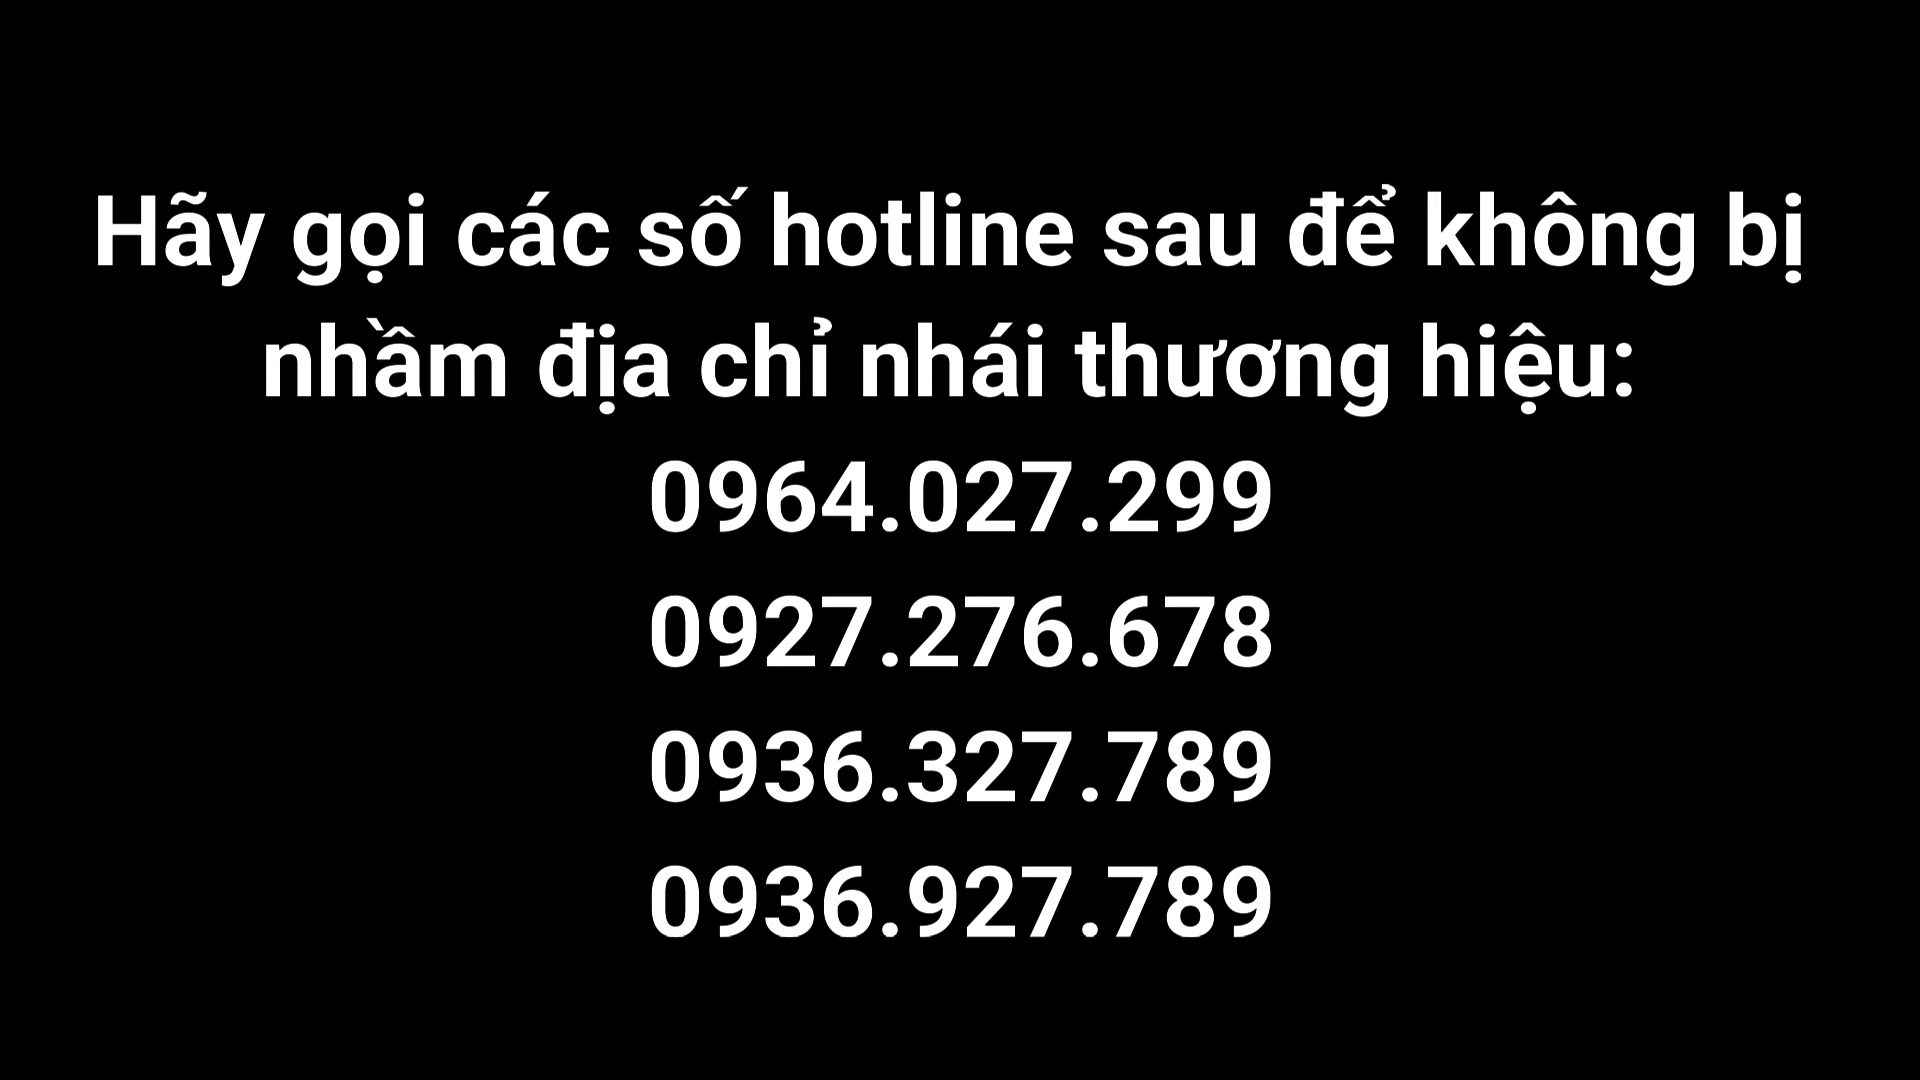 Hãy gọi các số hotline sau để không bị
nhầm địa chỉ nhái thương hiệu:
0964.027.299
0927.276.678
0936.327.789
0936.927.789